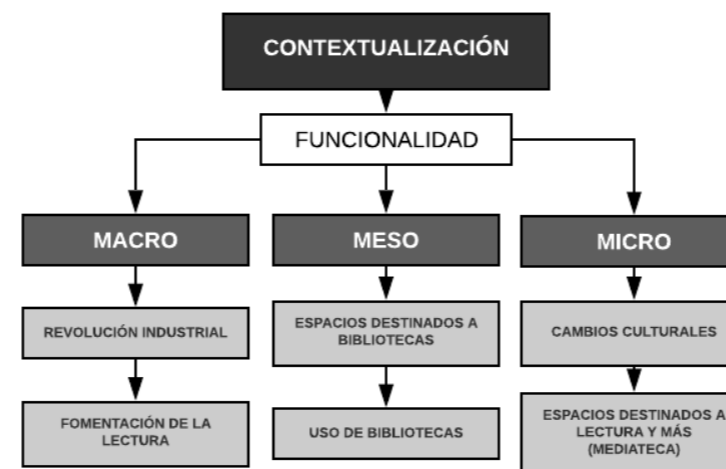 CONTEXTUALIZACIÓN
FUNCIONALIDAD
MACRO
MESO
MICRO
REVOLUCIÓN INDUSTRIAL
ESPACIOS DESTINADOS A
BIBLIOTECAS
CAMBIOS CULTURALES
FOMENTACIÓN DE LA
LECTURA
USO DE BIBLIOTECAS
ESPACIOS DESTINADOS A
LECTURA Y MÁS
(MEDIATECA)